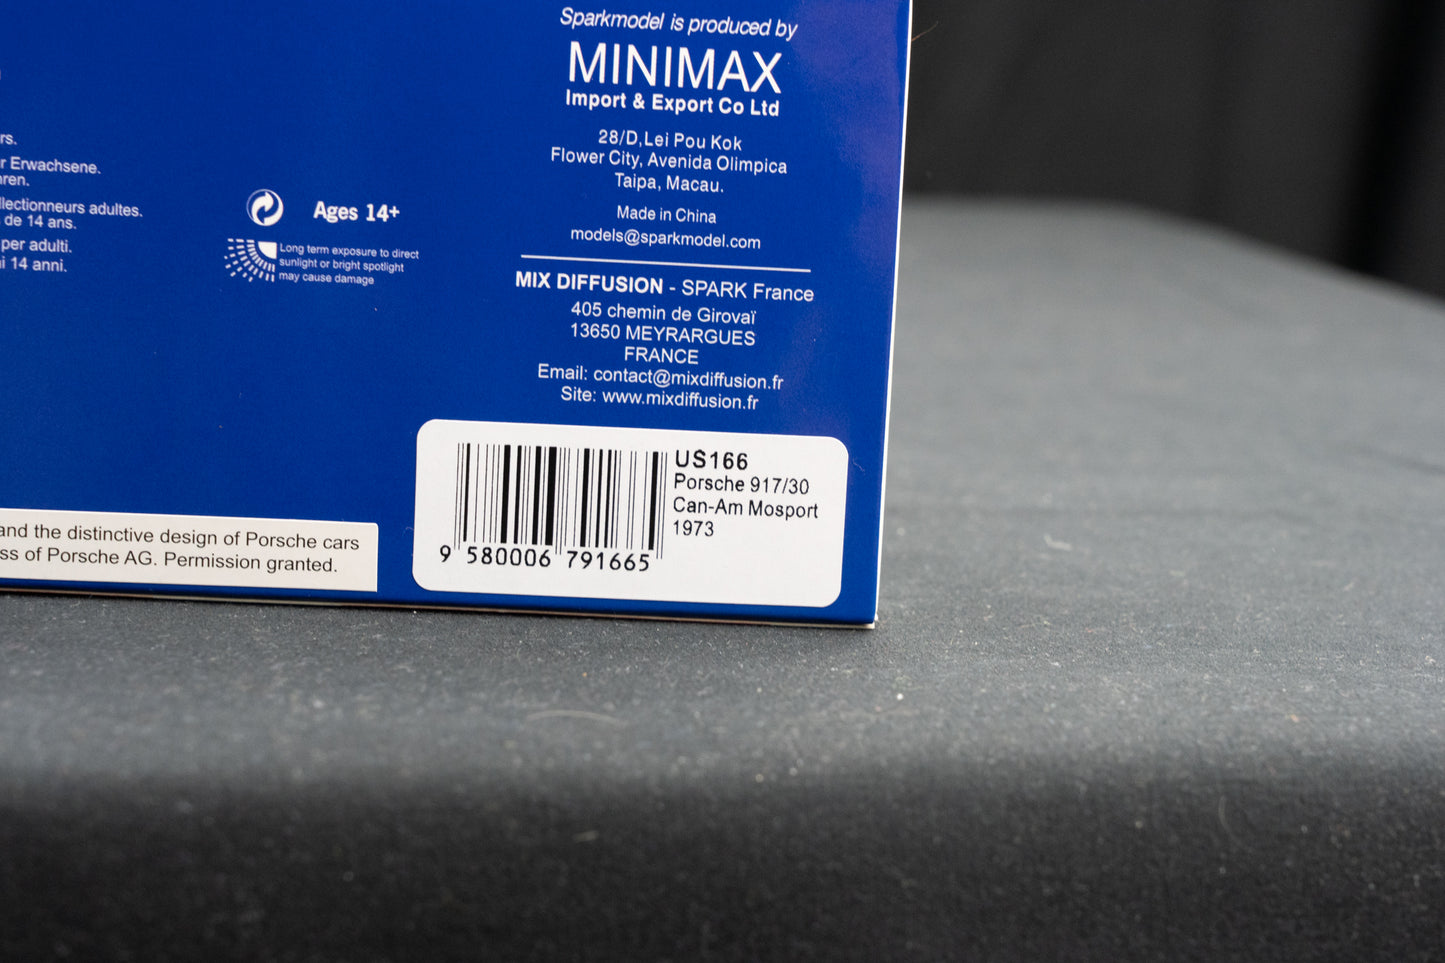 Sparkmodel is produced by
MINIMAX
Import & Export Co Ltd
28/D,Lei Pou Kok
Flower City, Avenida Olimpica
Taipa, Macau.
Made in China
models@sparkmodel.com
MIX DIFFUSION - SPARK France
405 chemin de Girovaï
13650 MEYRARGUES
FRANCE
Email: contact@mixdiffusion.fr
Site: www.mixdiffusion.fr
rs.
r Erwachsene.
hren.
llectionneurs adultes.
de 14 ans.
per adulti.
i 14 anni.
Ages 14+
Long term exposure to direct
sunlight or bright spotlight
may cause damage
and the distinctive design of Porsche cars
ss of Porsche AG. Permission granted.
US166
Porsche 917/30
Can-Am Mosport
1973
9 580006 791665